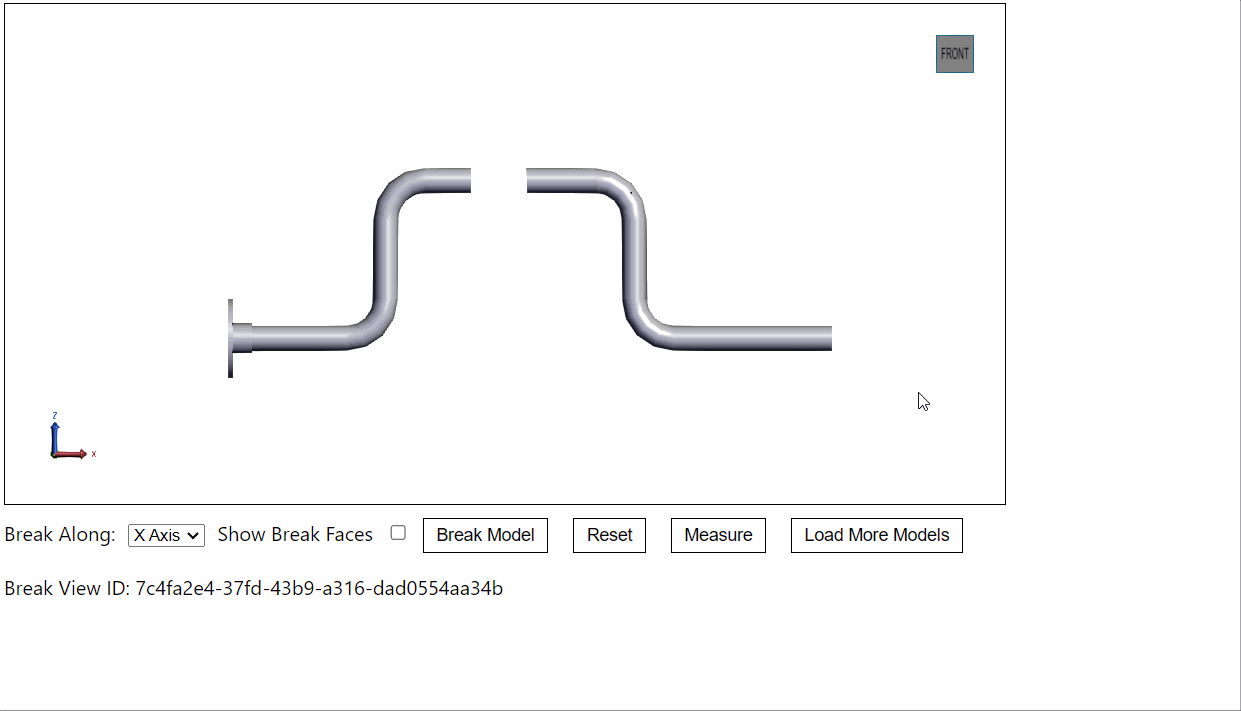 FRONT
z
x
Break Along: X Axis Show Break Faces Break Model Reset Measure Load More Models
Break View ID: 7c4fa2e4-37fd-43b9-a316-dad0554aa34b